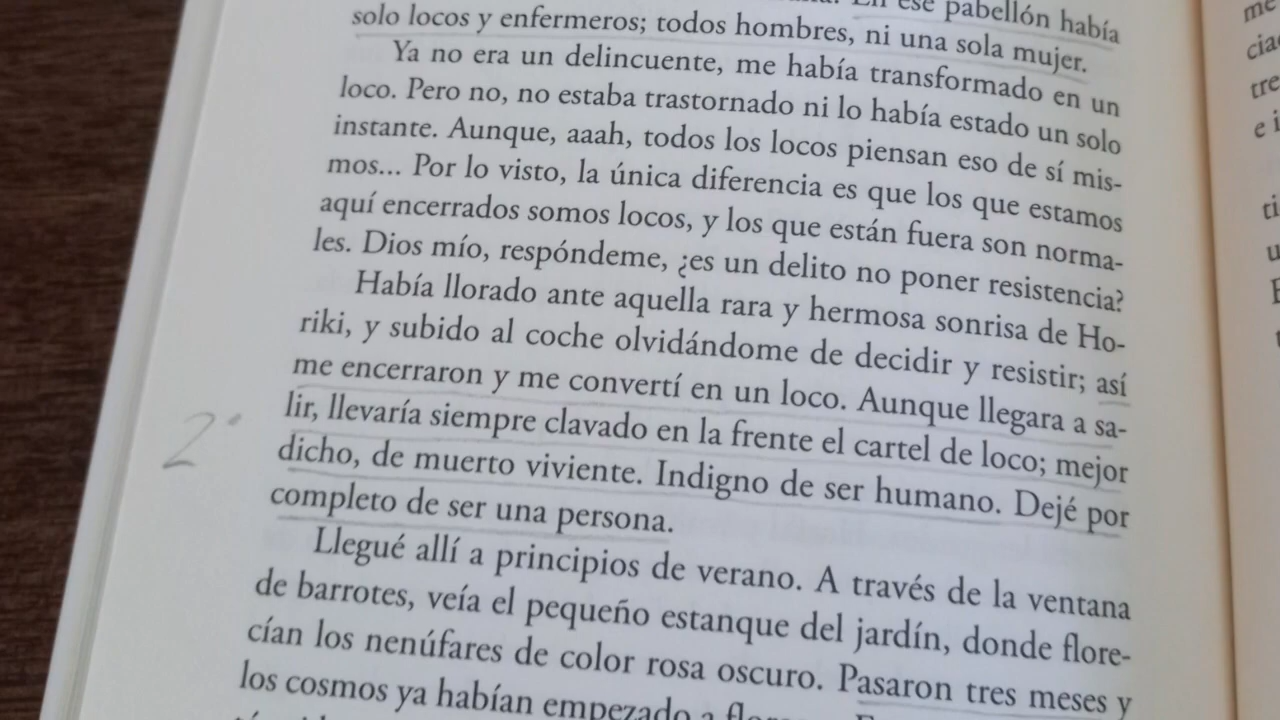 En ese pabellón había
solo locos y enfermeros; todos hombres, ni una sola mujer.
Ya no era un delincuente, me había transformado en un
loco. Pero no, no estaba trastornado ni lo había estado un solo
instante. Aunque, aaah, todos los locos piensan eso de sí mis-
mos... Por lo visto, la única diferencia es que los que estamos
aquí encerrados somos locos, y los que están fuera son norma-
les. Dios mío, respóndeme, ¿es un delito no poner resistencia?
Había llorado ante aquella rara y hermosa sonrisa de Ho-
riki, y subido al coche olvidándome de decidir y resistir; así
me encerraron y me convertí en un loco. Aunque llegara a sa-
lir, llevaría siempre clavado en la frente el cartel de loco; mejor
dicho, de muerto viviente. Indigno de ser humano. Dejé por
completo de ser una persona.
Llegué allí a principios de verano. A través de la ventana
de barrotes, veía el pequeño estanque del jardín, donde flore-
cían los nenúfares de color rosa oscuro. Pasaron tres meses y
los cosmos ya habían empezado a
2
me
tre
e i
ti